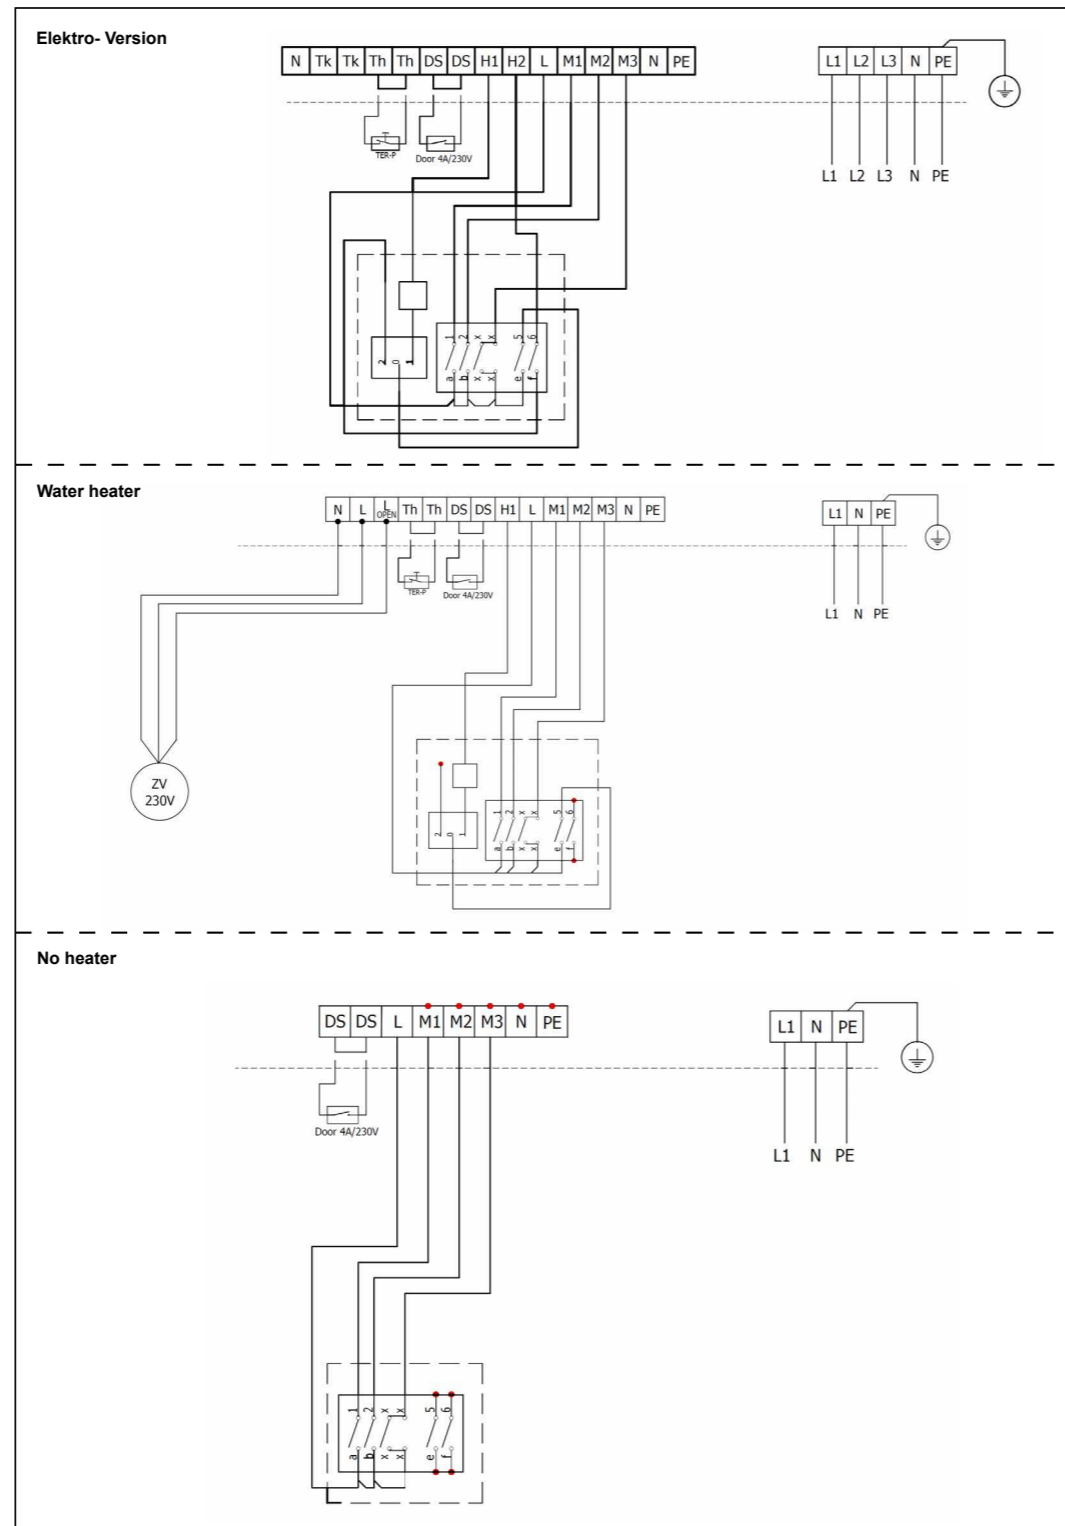 Elektro- Version
N Tk Tk Th Th DS DS H1 H2 L M1 M2 M3 N PE
L1 L2 L3 N PE
TER-P
Door 4A/230V
L1 L2 L3 N PE
1 2 x x 5 6
2 0 1
a b x x e f
Water heater
N L L OPEN Th Th DS DS H1 L M1 M2 M3 N PE
L1 N PE
TER-P
Door 4A/230V
L1 N PE
ZV
230V
1 2 x x 5 6
2 0 1
a b x x e f
No heater
DS DS L M1 M2 M3 N PE
L1 N PE
Door 4A/230V
L1 N PE
1 2 x x 5 6
a b x x e f